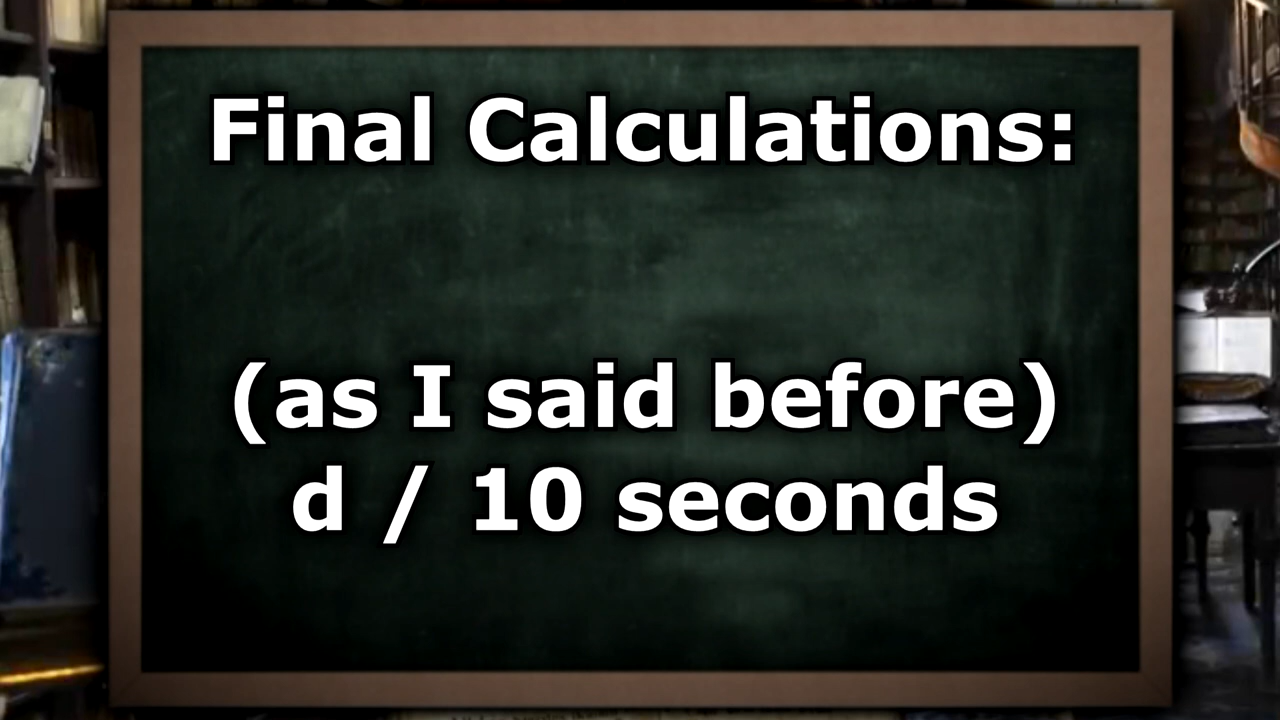 Final Calculations:
(as I said before)
d / 10 seconds